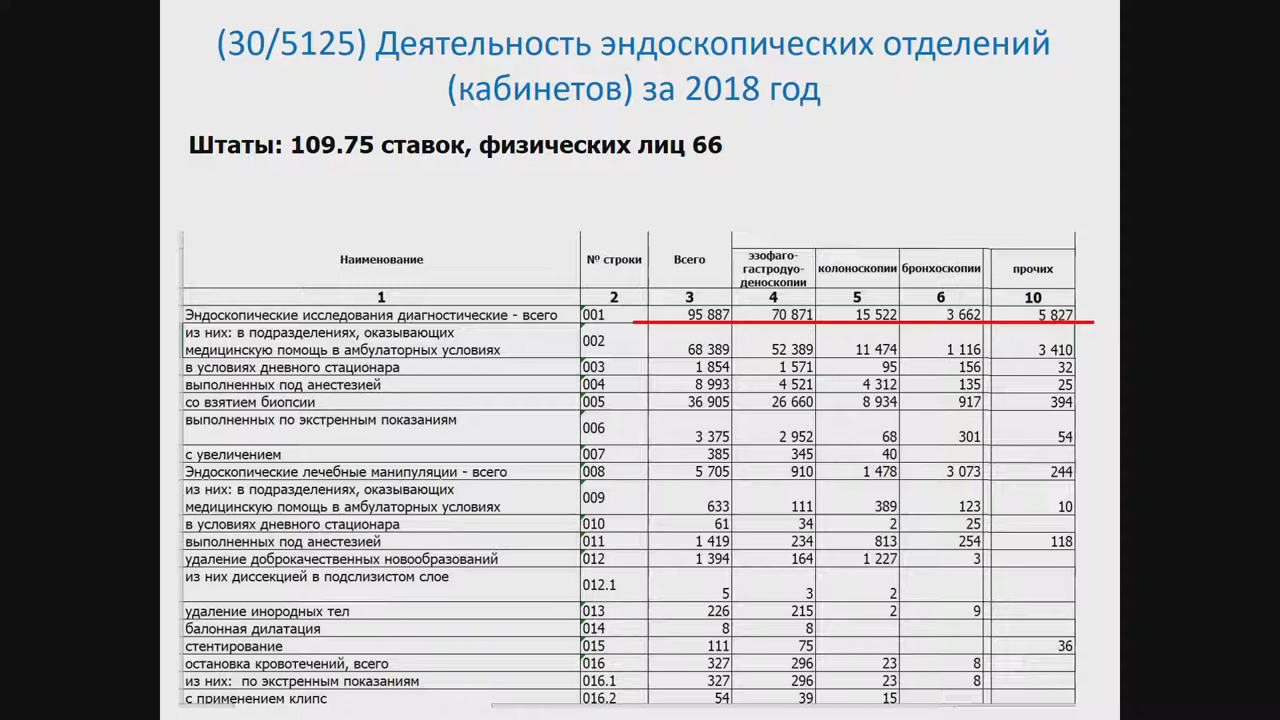 (30/5125) Деятельность эндоскопических отделений
(кабинетов) за 2018 год
Штаты: 109.75 ставок, физических лиц 66
Наименование № строки Всего эзофаго-гастродуо-деноскопии колоноскопии бронхоскопии прочих
1 2 3 4 5 6 10
Эндоскопические исследования диагностические - всего 001 95 887 70 871 15 522 3 662 5 827
из них: в подразделениях, оказывающих
медицинскую помощь в амбулаторных условиях 002 68 389 52 389 11 474 1 116 3 410
в условиях дневного стационара 003 1 854 1 571 95 156 32
выполненных под анестезией 004 8 993 4 521 4 312 135 25
со взятием биопсии 005 36 905 26 660 8 934 917 394
выполненных по экстренным показаниям 006 3 375 2 952 68 301 54
с увеличением 007 385 345 40
Эндоскопические лечебные манипуляции - всего 008 5 705 910 1 478 3 073 244
из них: в подразделениях, оказывающих
медицинскую помощь в амбулаторных условиях 009 633 111 389 123 10
в условиях дневного стационара 010 61 34 2 25
выполненных под анестезией 011 1 419 234 813 254 118
удаление доброкачественных новообразований 012 1 394 164 1 227 3
из них диссекцией в подслизистом слое 012.1 5 3 2
удаление инородных тел 013 226 215 2 9
балонная дилатация 014 8 8
стентирование 015 111 75 36
остановка кровотечений, всего 016 327 296 23 8
из них: по экстренным показаниям 016.1 327 296 23 8
с применением клипс 016.2 54 39 15